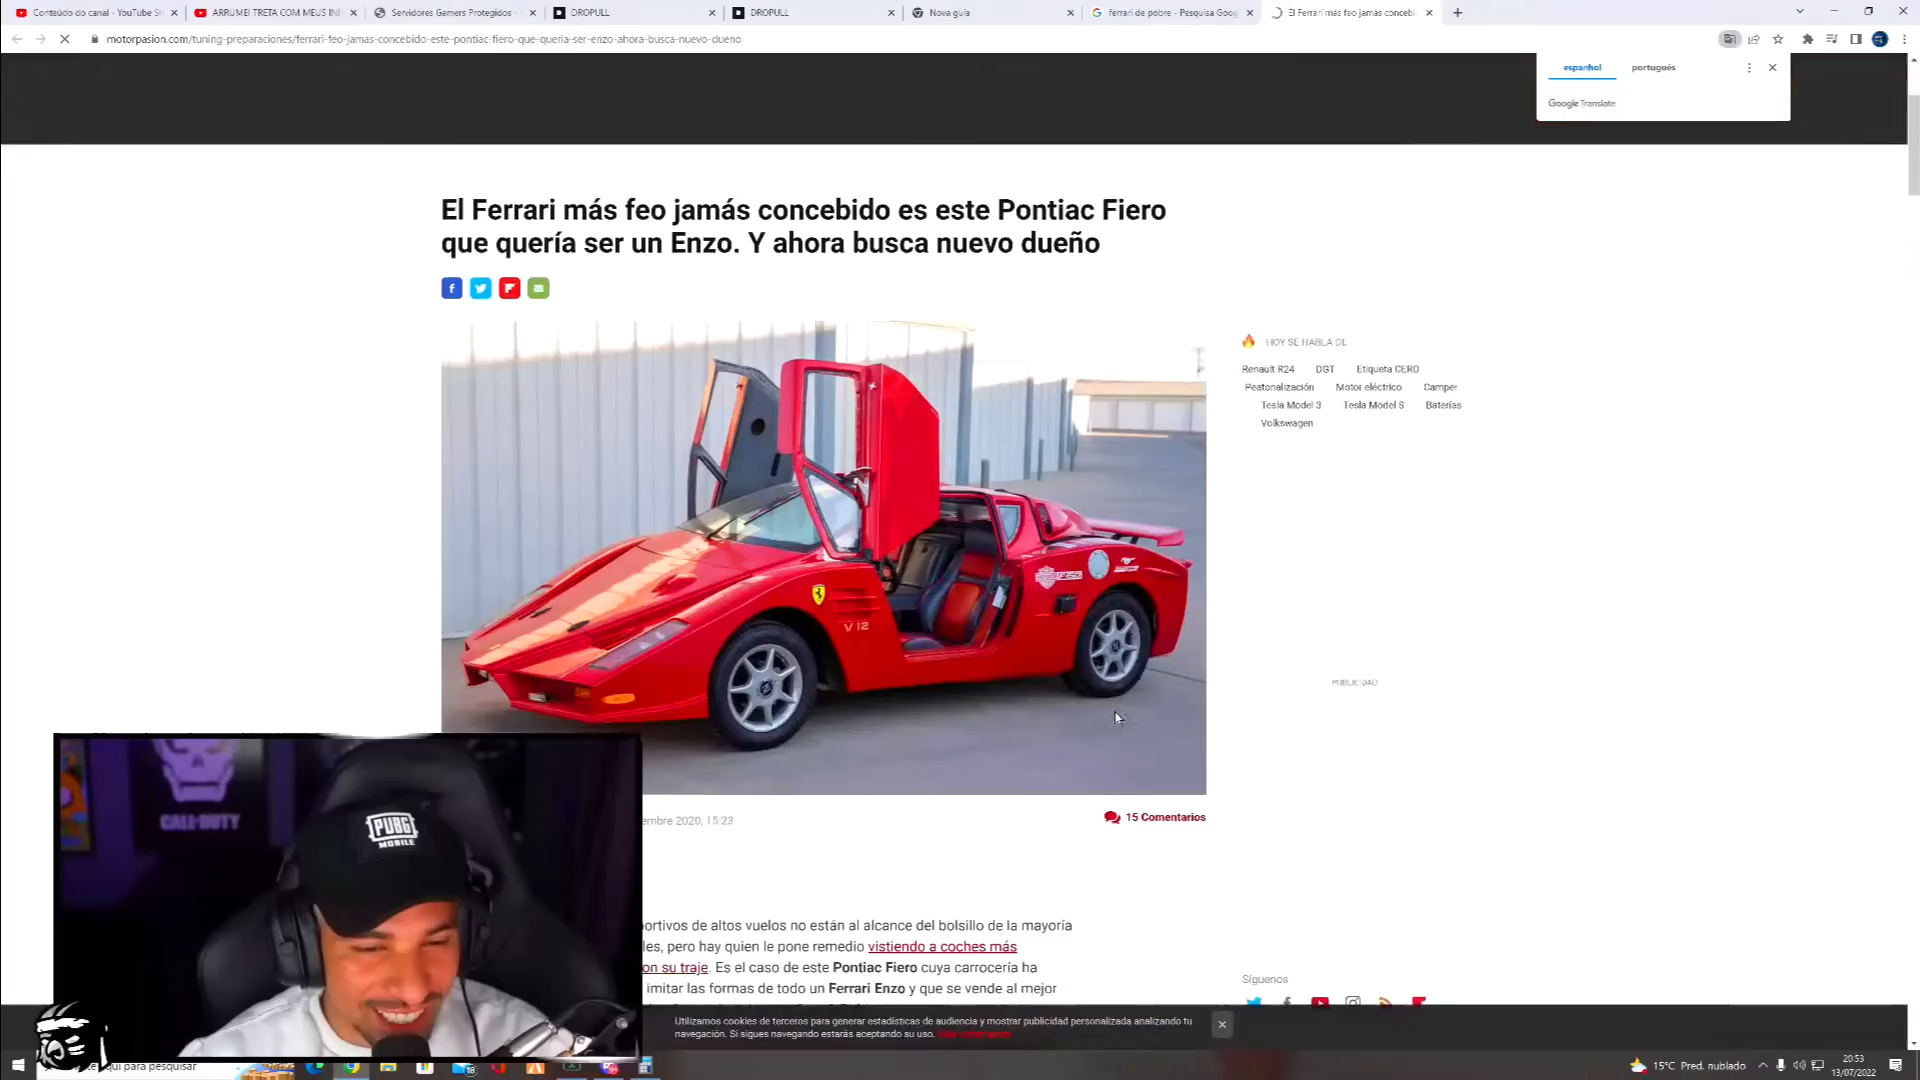 Conteúdo do canal - YouTube St
ARRUMEI TRETA COM MEUS INI
Servidores Gamers Protegidos -
DROPULL
DROPULL
Nova guia
ferrari de pobre - Pesquisa Goog
El Ferrari más feo jamás concebi
motorpasion.com/tuning-preparaciones/ferrari-feo-jamas-concebido-este-pontiac-fiero-que-queria-ser-enzo-ahora-busca-nuevo-dueno
espanhol português
Google Translate
El Ferrari más feo jamás concebido es este Pontiac Fiero
que quería ser un Enzo. Y ahora busca nuevo dueño
HOY SE HABLA DE
Renault R24 DGT Etiqueta CERO
Peatonalización Motor eléctrico Camper
Tesla Model 3 Tesla Model S Baterías
Volkswagen
V12
PUBLICIDAD
CALL·DUTY
PUBG
MOBILE
embre 2020, 15:23
15 Comentarios
portivos de altos vuelos no están al alcance del bolsillo de la mayoría
les, pero hay quien le pone remedio vistiendo a coches más
on su traje. Es el caso de este Pontiac Fiero cuya carrocería ha
imitar las formas de todo un Ferrari Enzo y que se vende al mejor
Síguenos
Utilizamos cookies de terceros para generar estadísticas de audiencia y mostrar publicidad personalizada analizando tu
navegación. Si sigues navegando estarás aceptando su uso.
qui para pesquisar
15°C Pred. nublado
20:53
13/07/2022